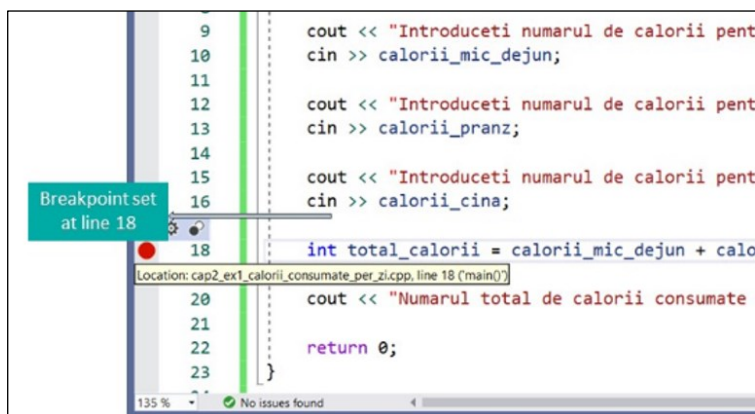 9 cout << "Introduceti numarul de calorii pent
10 cin >> calorii_mic_dejun;
11
12 cout << "Introduceti numarul de calorii pent
13 cin >> calorii_pranz;
14
15 cout << "Introduceti numarul de calorii pent
16 cin >> calorii_cina;
Breakpoint set
at line 18
18 int total_calorii = calorii_mic_dejun + calo
Location: cap2_ex1_calorii_consumate_per_zi.cpp, line 18 ('main()')
20 cout << "Numarul total de calorii consumate
21
22 return 0;
23 }
135 % No issues found